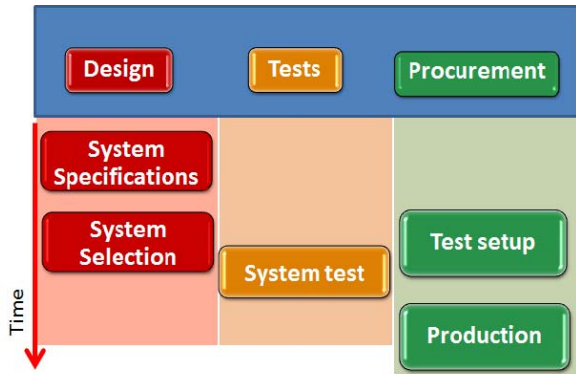 Design
Tests
Procurement
System
Specifications
System
Selection
Test setup
System test
Production
Time